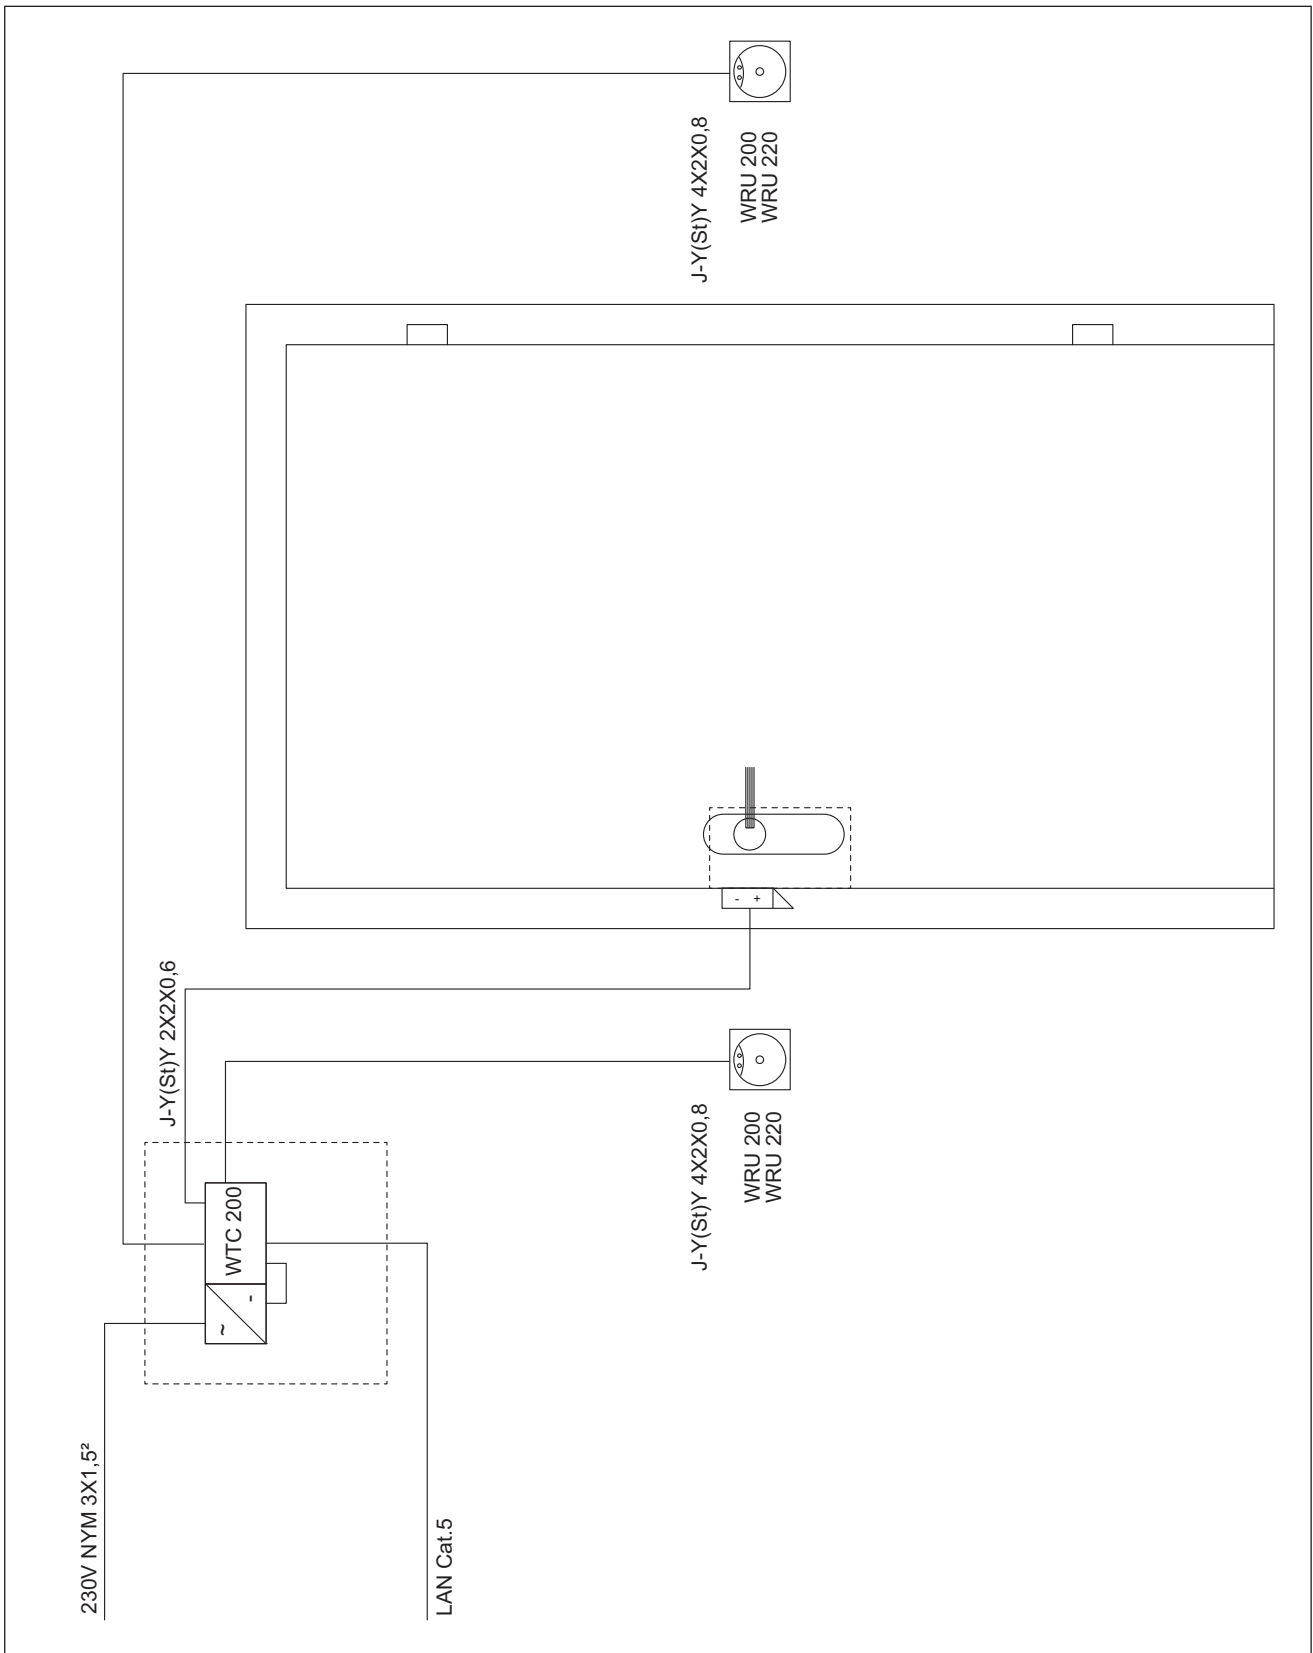 230V NYM 3X1,5²
LAN Cat.5
~
-
WTC 200
J-Y(St)Y 2X2X0,6
J-Y(St)Y 4X2X0,8
WRU 200
WRU 220
- +
J-Y(St)Y 4X2X0,8
WRU 200
WRU 220